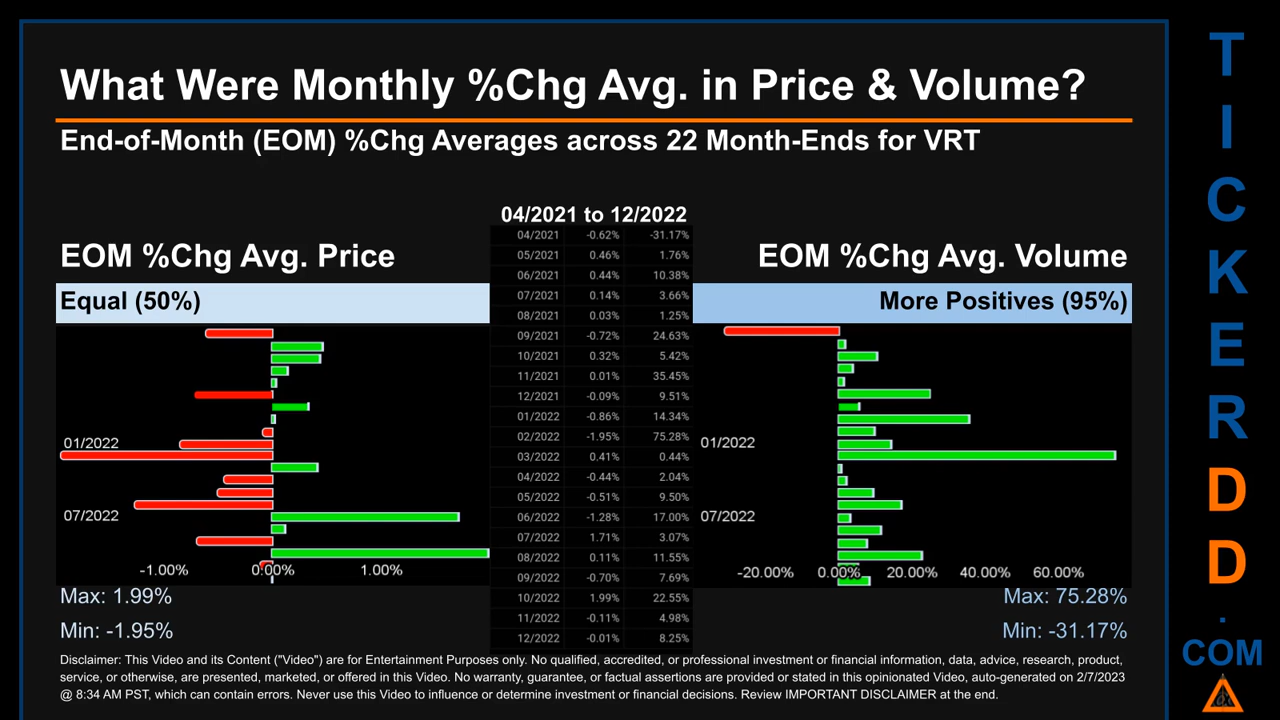 What Were Monthly %Chg Avg. in Price & Volume?
End-of-Month (EOM) %Chg Averages across 22 Month-Ends for VRT
04/2021 to 12/2022
EOM %Chg Avg. Price
EOM %Chg Avg. Volume
Equal (50%)
More Positives (95%)
04/2021 -0.62% -31.17%
05/2021 0.46% 1.76%
06/2021 0.44% 10.38%
07/2021 0.14% 3.66%
08/2021 0.03% 1.25%
09/2021 -0.72% 24.63%
10/2021 0.32% 5.42%
11/2021 0.01% 35.45%
12/2021 -0.09% 9.51%
01/2022 -0.86% 14.34%
02/2022 -1.95% 75.28%
03/2022 0.41% 0.44%
04/2022 -0.44% 2.04%
05/2022 -0.51% 9.50%
06/2022 -1.28% 17.00%
07/2022 1.71% 3.07%
08/2022 0.11% 11.55%
09/2022 -0.70% 7.69%
10/2022 1.99% 22.55%
11/2022 -0.11% 4.98%
12/2022 -0.01% 8.25%
01/2022
07/2022
-1.00% 0.00% 1.00%
01/2022
07/2022
-20.00% 0.00% 20.00% 40.00% 60.00%
Max: 1.99%
Min: -1.95%
Max: 75.28%
Min: -31.17%
Disclaimer: This Video and its Content ("Video") are for Entertainment Purposes only. No qualified, accredited, or professional investment or financial information, data, advice, research, product,
service, or otherwise, are presented, marketed, or offered in this Video. No warranty, guarantee, or factual assertions are provided or stated in this opinionated Video, auto-generated on 2/7/2023
@ 8:34 AM PST, which can contain errors. Never use this Video to influence or determine investment or financial decisions. Review IMPORTANT DISCLAIMER at the end.
T
I
C
K
E
R
D
D
.
COM